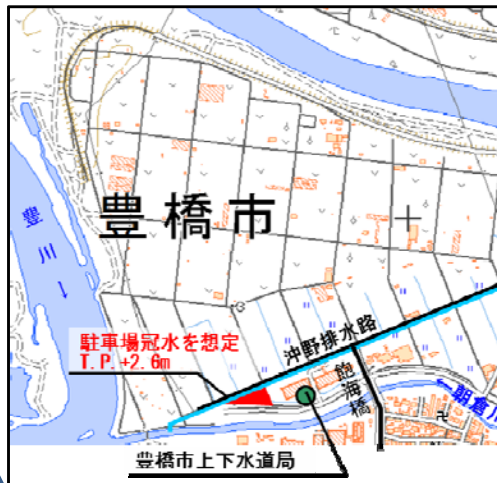 豊橋市
豊川→
駐車場冠水を想定
T.P.+2.6m
沖野排水路
飽海橋
←朝倉川
豊橋市上下水道局